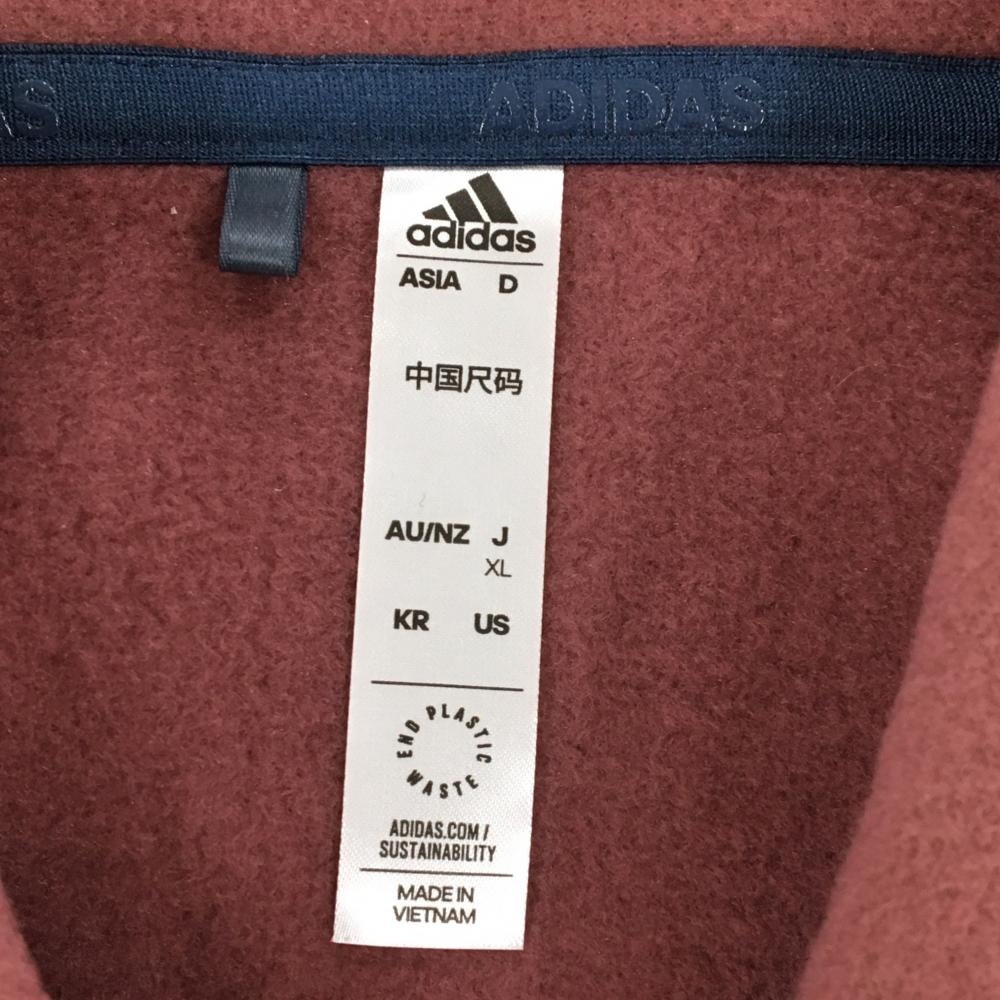 AS ADIDAS
adidas
ASIA D
中国尺码
AU/NZ J
XL
KR US
END PLASTIC WASTE
ADIDAS.COM /
SUSTAINABILITY
MADE IN
VIETNAM